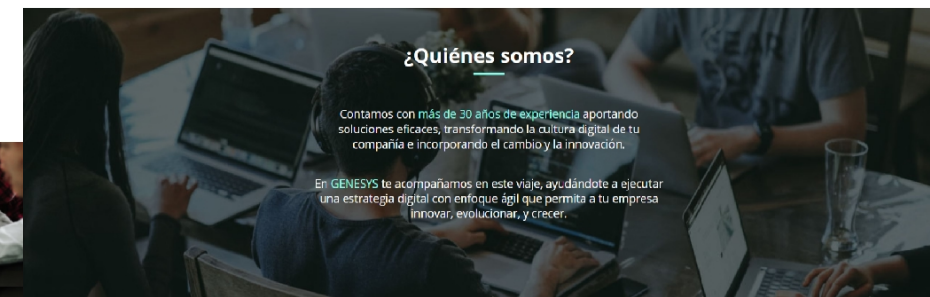 ¿Quiénes somos?
Contamos con más de 30 años de experiencia aportando
soluciones eficaces, transformando la cultura digital de tu
compañía e incorporando el cambio y la innovación.
En GENESYS te acompañamos en este viaje, ayudándote a ejecutar
una estrategia digital con enfoque ágil que permita a tu empresa
innovar, evolucionar, y crecer.